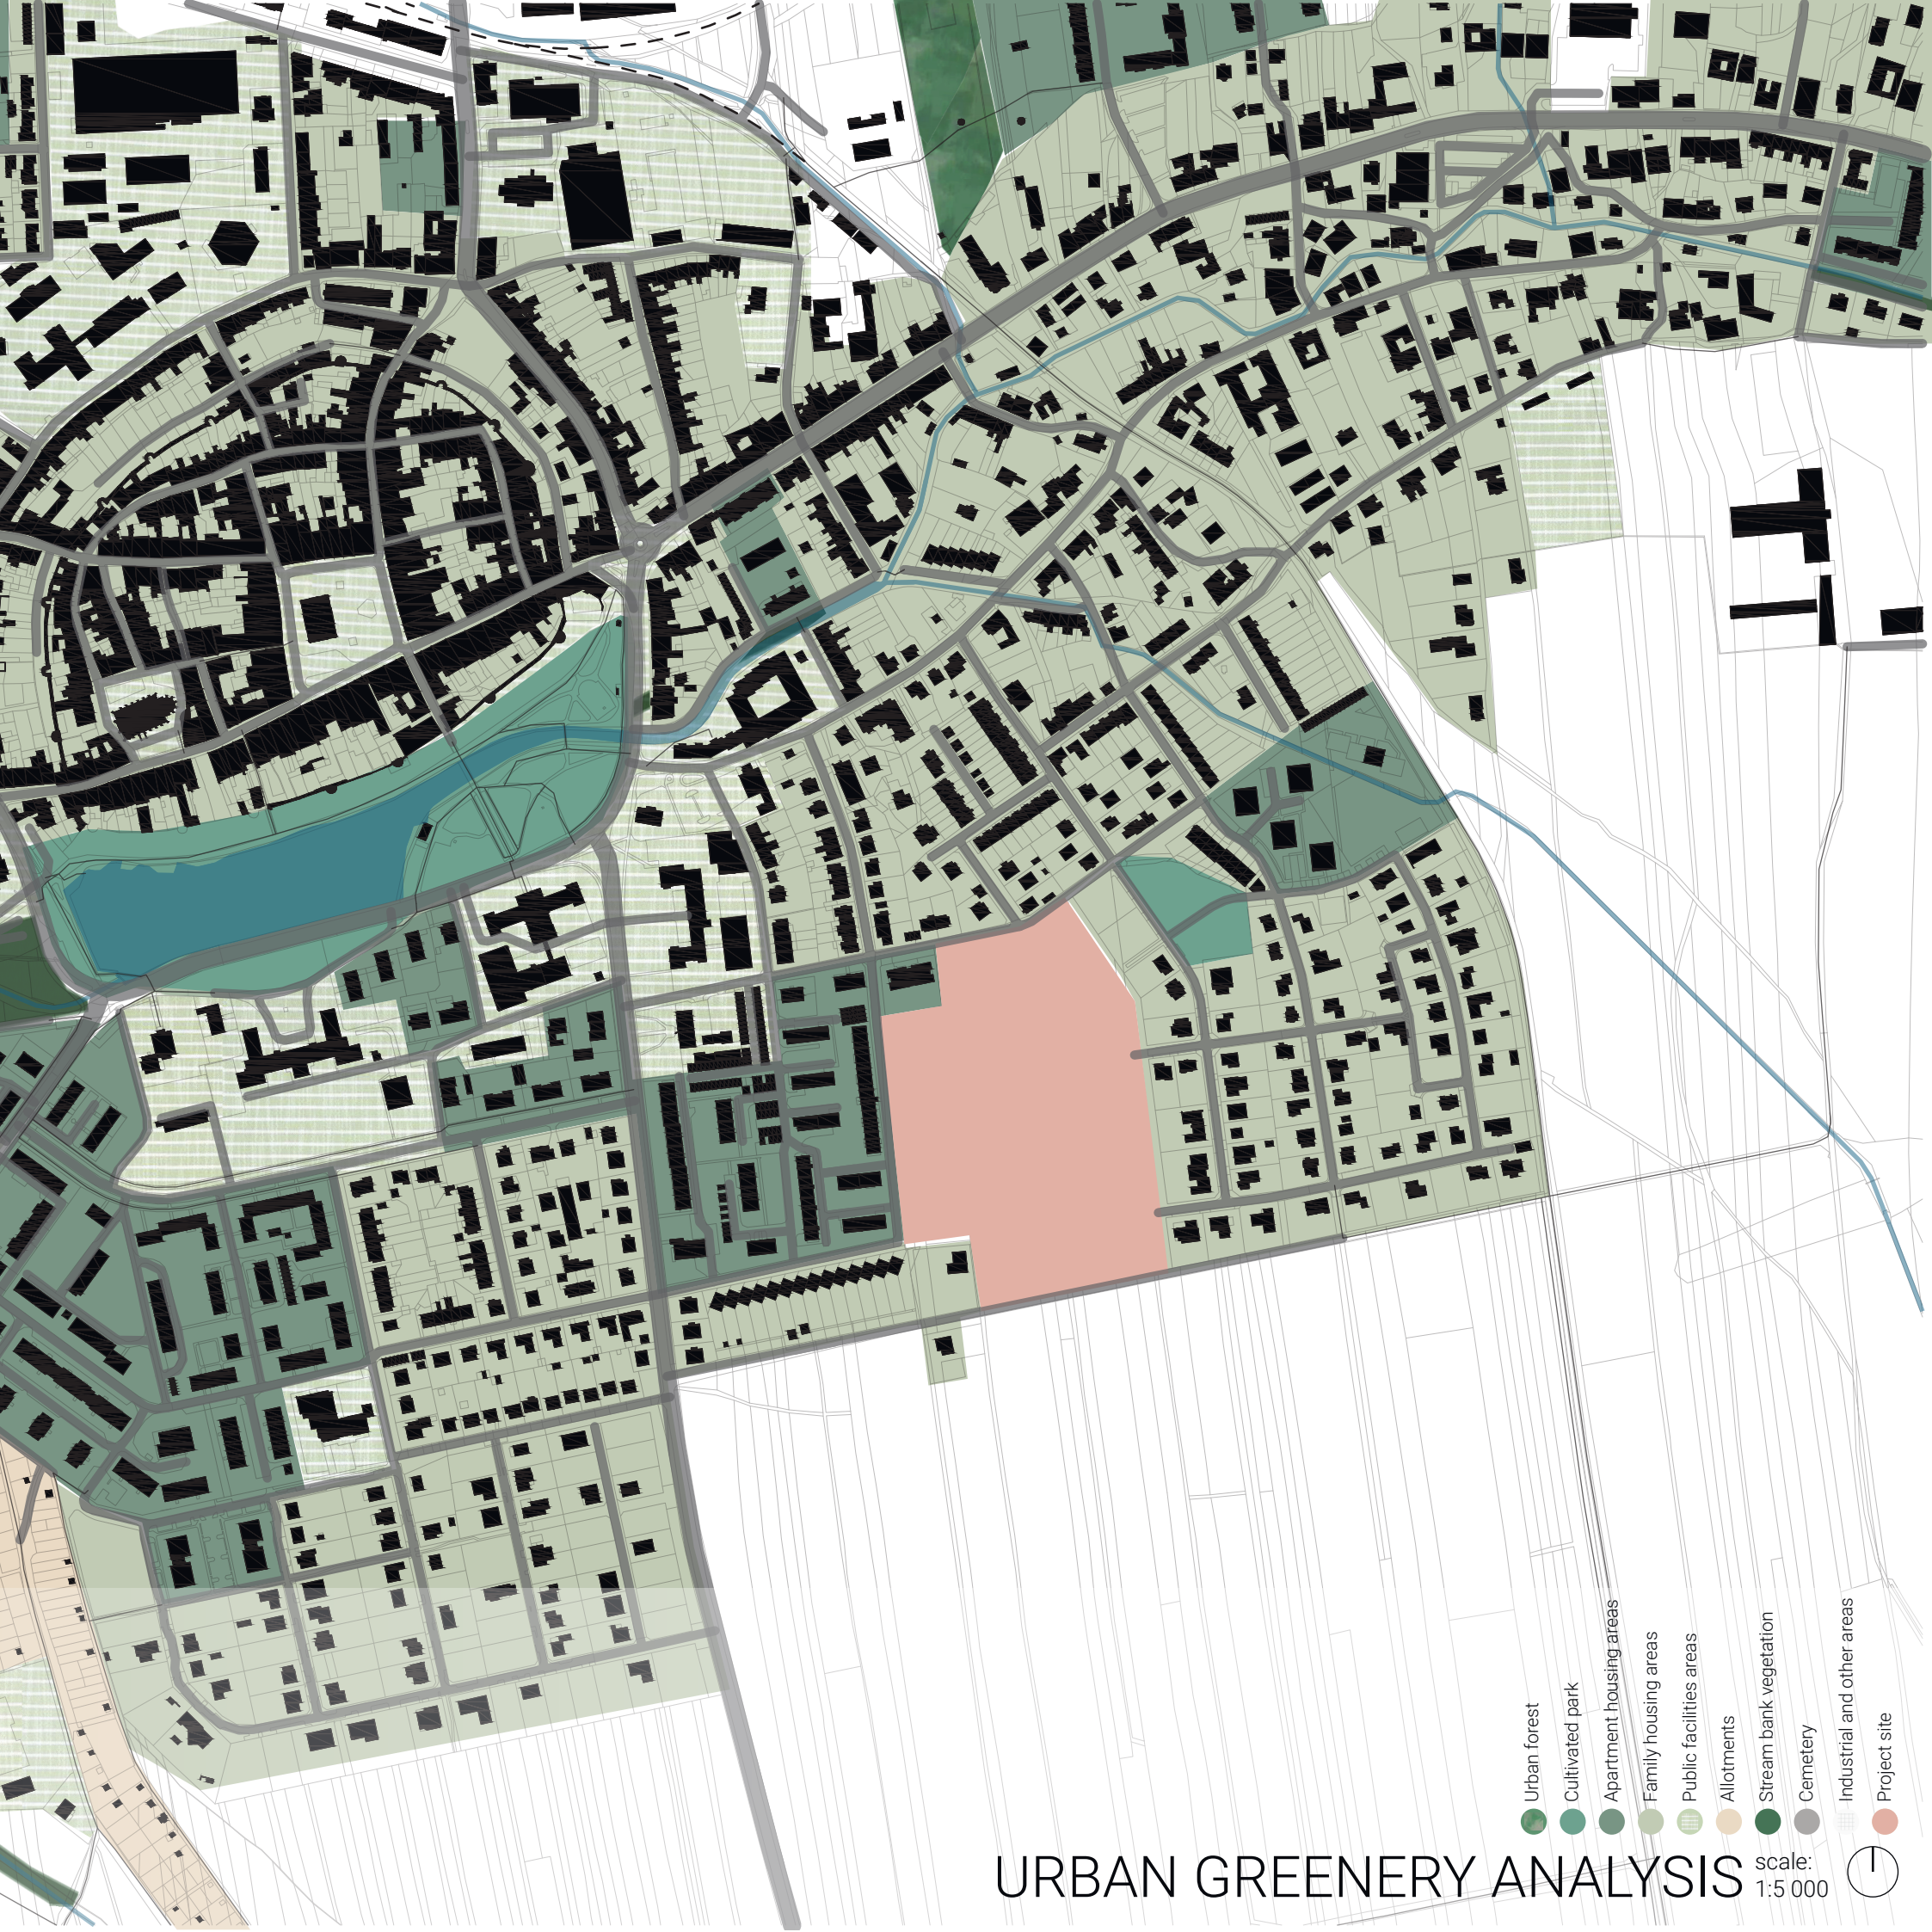 Urban forest
Cultivated park
Apartment housing areas
Family housing areas
Public facilities areas
Allotments
Stream bank vegetation
Cemetery
Industrial and other areas
Project site
URBAN GREENERY ANALYSIS
scale:
1:5 000